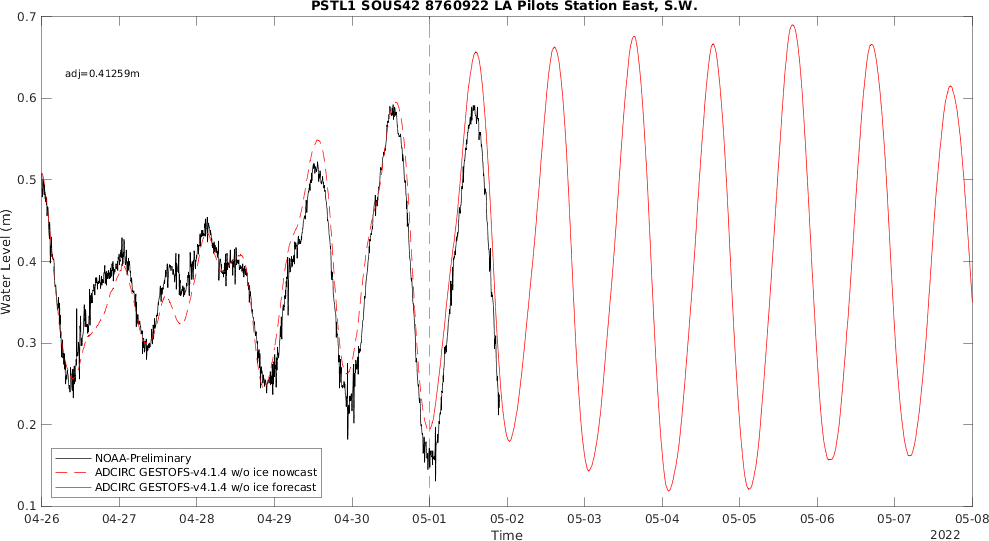 PSTL1 SOUS42 8760922 LA Pilots Station East, S.W.
adj=0.41259m
Water Level (m)
0.7
0.6
0.5
0.4
0.3
0.2
0.1
NOAA-Preliminary
ADCIRC GESTOFS-v4.1.4 w/o ice nowcast
ADCIRC GESTOFS-v4.1.4 w/o ice forecast
04-26 04-27 04-28 04-29 04-30 05-01 05-02 05-03 05-04 05-05 05-06 05-07 05-08
Time
2022